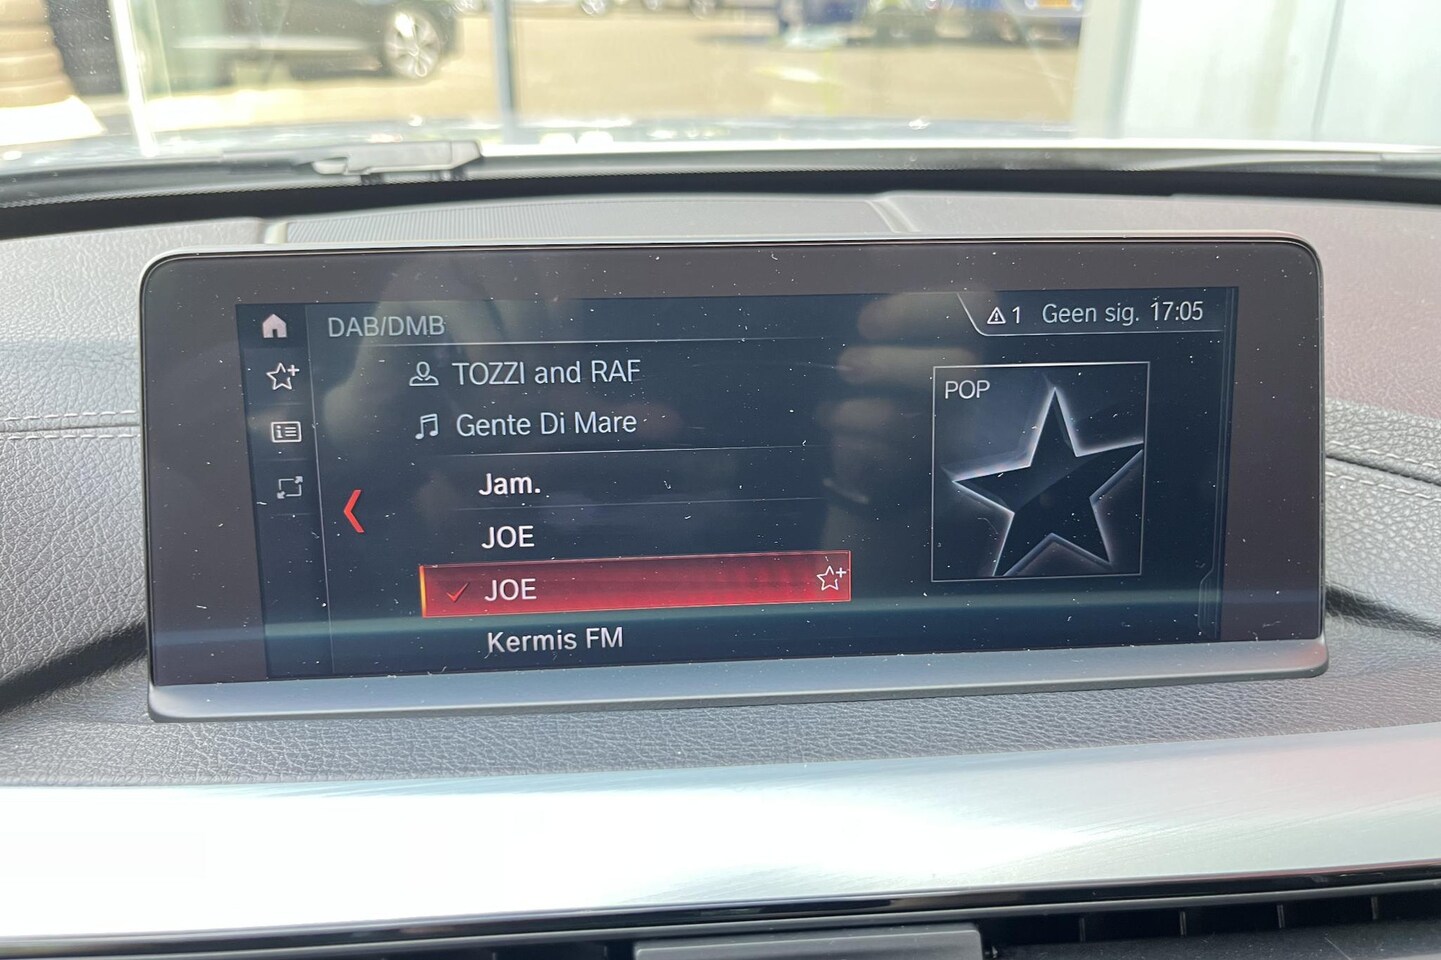 DAB/DMB
1 Geen sig. 17:05
TOZZI and RAF
Gente Di Mare
Jam.
JOE
JOE
Kermis FM
POP